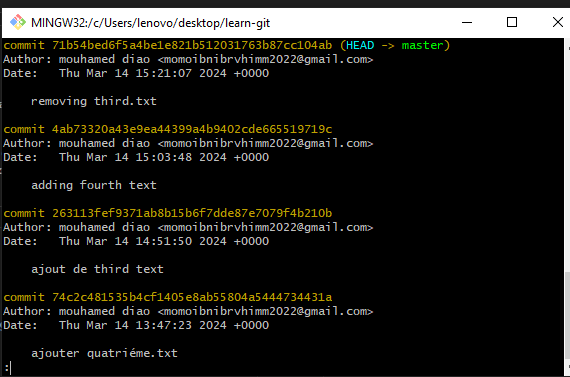 MINGW32:/c/Users/lenovo/desktop/learn-git
commit 71b54bed6f5a4be1e821b512031763b87cc104ab (HEAD -> master)
Author: mouhamed diao <momoibnibrvhimm2022@gmail.com>
Date:   Thu Mar 14 15:21:07 2024 +0000
removing third.txt
commit 4ab73320a43e9ea44399a4b9402cde665519719c
Author: mouhamed diao <momoibnibrvhimm2022@gmail.com>
Date:   Thu Mar 14 15:03:48 2024 +0000
adding fourth text
commit 263113fef9371ab8b15b6f7dde87e7079f4b210b
Author: mouhamed diao <momoibnibrvhimm2022@gmail.com>
Date:   Thu Mar 14 14:51:50 2024 +0000
ajout de third text
commit 74c2c481535b4cf1405e8ab55804a5444734431a
Author: mouhamed diao <momoibnibrvhimm2022@gmail.com>
Date:   Thu Mar 14 13:47:23 2024 +0000
ajouter quatriéme.txt
: